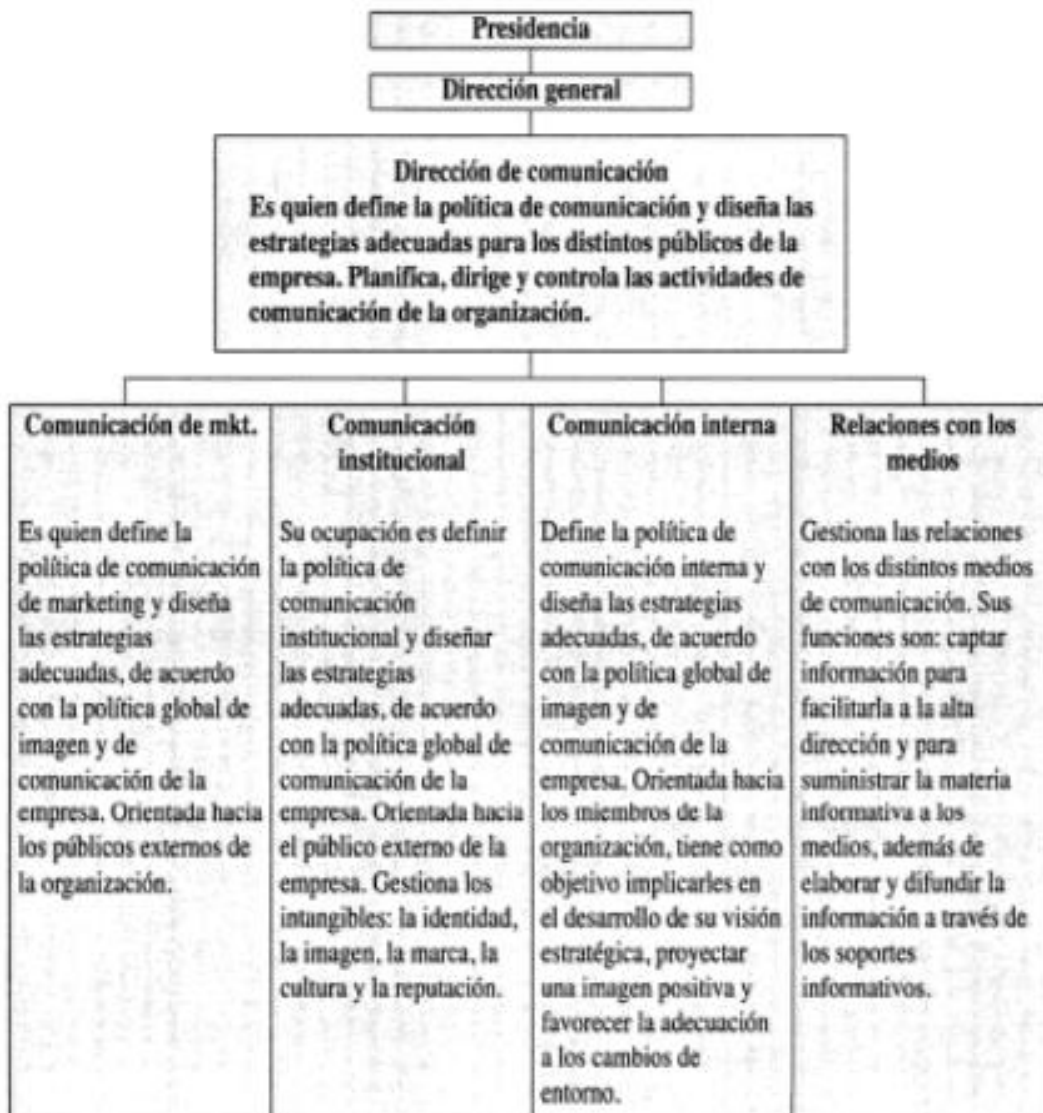 Presidencia
Dirección general
Dirección de comunicación
Es quien define la política de comunicación y diseña las
estrategias adecuadas para los distintos públicos de la
empresa. Planifica, dirige y controla las actividades de
comunicación de la organización.
Comunicación de mkt.
Es quien define la
política de comunicación
de marketing y diseña
las estrategias
adecuadas, de acuerdo
con la política global de
imagen y de
comunicación de la
empresa. Orientada hacia
los públicos externos de
la organización.
Comunicación
institucional
Su ocupación es definir
la política de
comunicación
institucional y diseñar
las estrategias
adecuadas, de acuerdo
con la política global de
comunicación de la
empresa. Orientada hacia
el público externo de la
empresa. Gestiona los
intangibles: la identidad,
la imagen, la marca, la
cultura y la reputación.
Comunicación interna
Define la política de
comunicación interna y
diseña las estrategias
adecuadas, de acuerdo
con la política global de
imagen y de
comunicación de la
empresa. Orientada hacia
los miembros de la
organización, tiene como
objetivo implicarles en
el desarrollo de su visión
estratégica, proyectar
una imagen positiva y
favorecer la adecuación
a los cambios de
entorno.
Relaciones con los
medios
Gestiona las relaciones
con los distintos medios
de comunicación. Sus
funciones son: captar
información para
facilitarla a la alta
dirección y para
suministrar la materia
informativa a los
medios, además de
elaborar y difundir la
información a través de
los soportes
informativos.